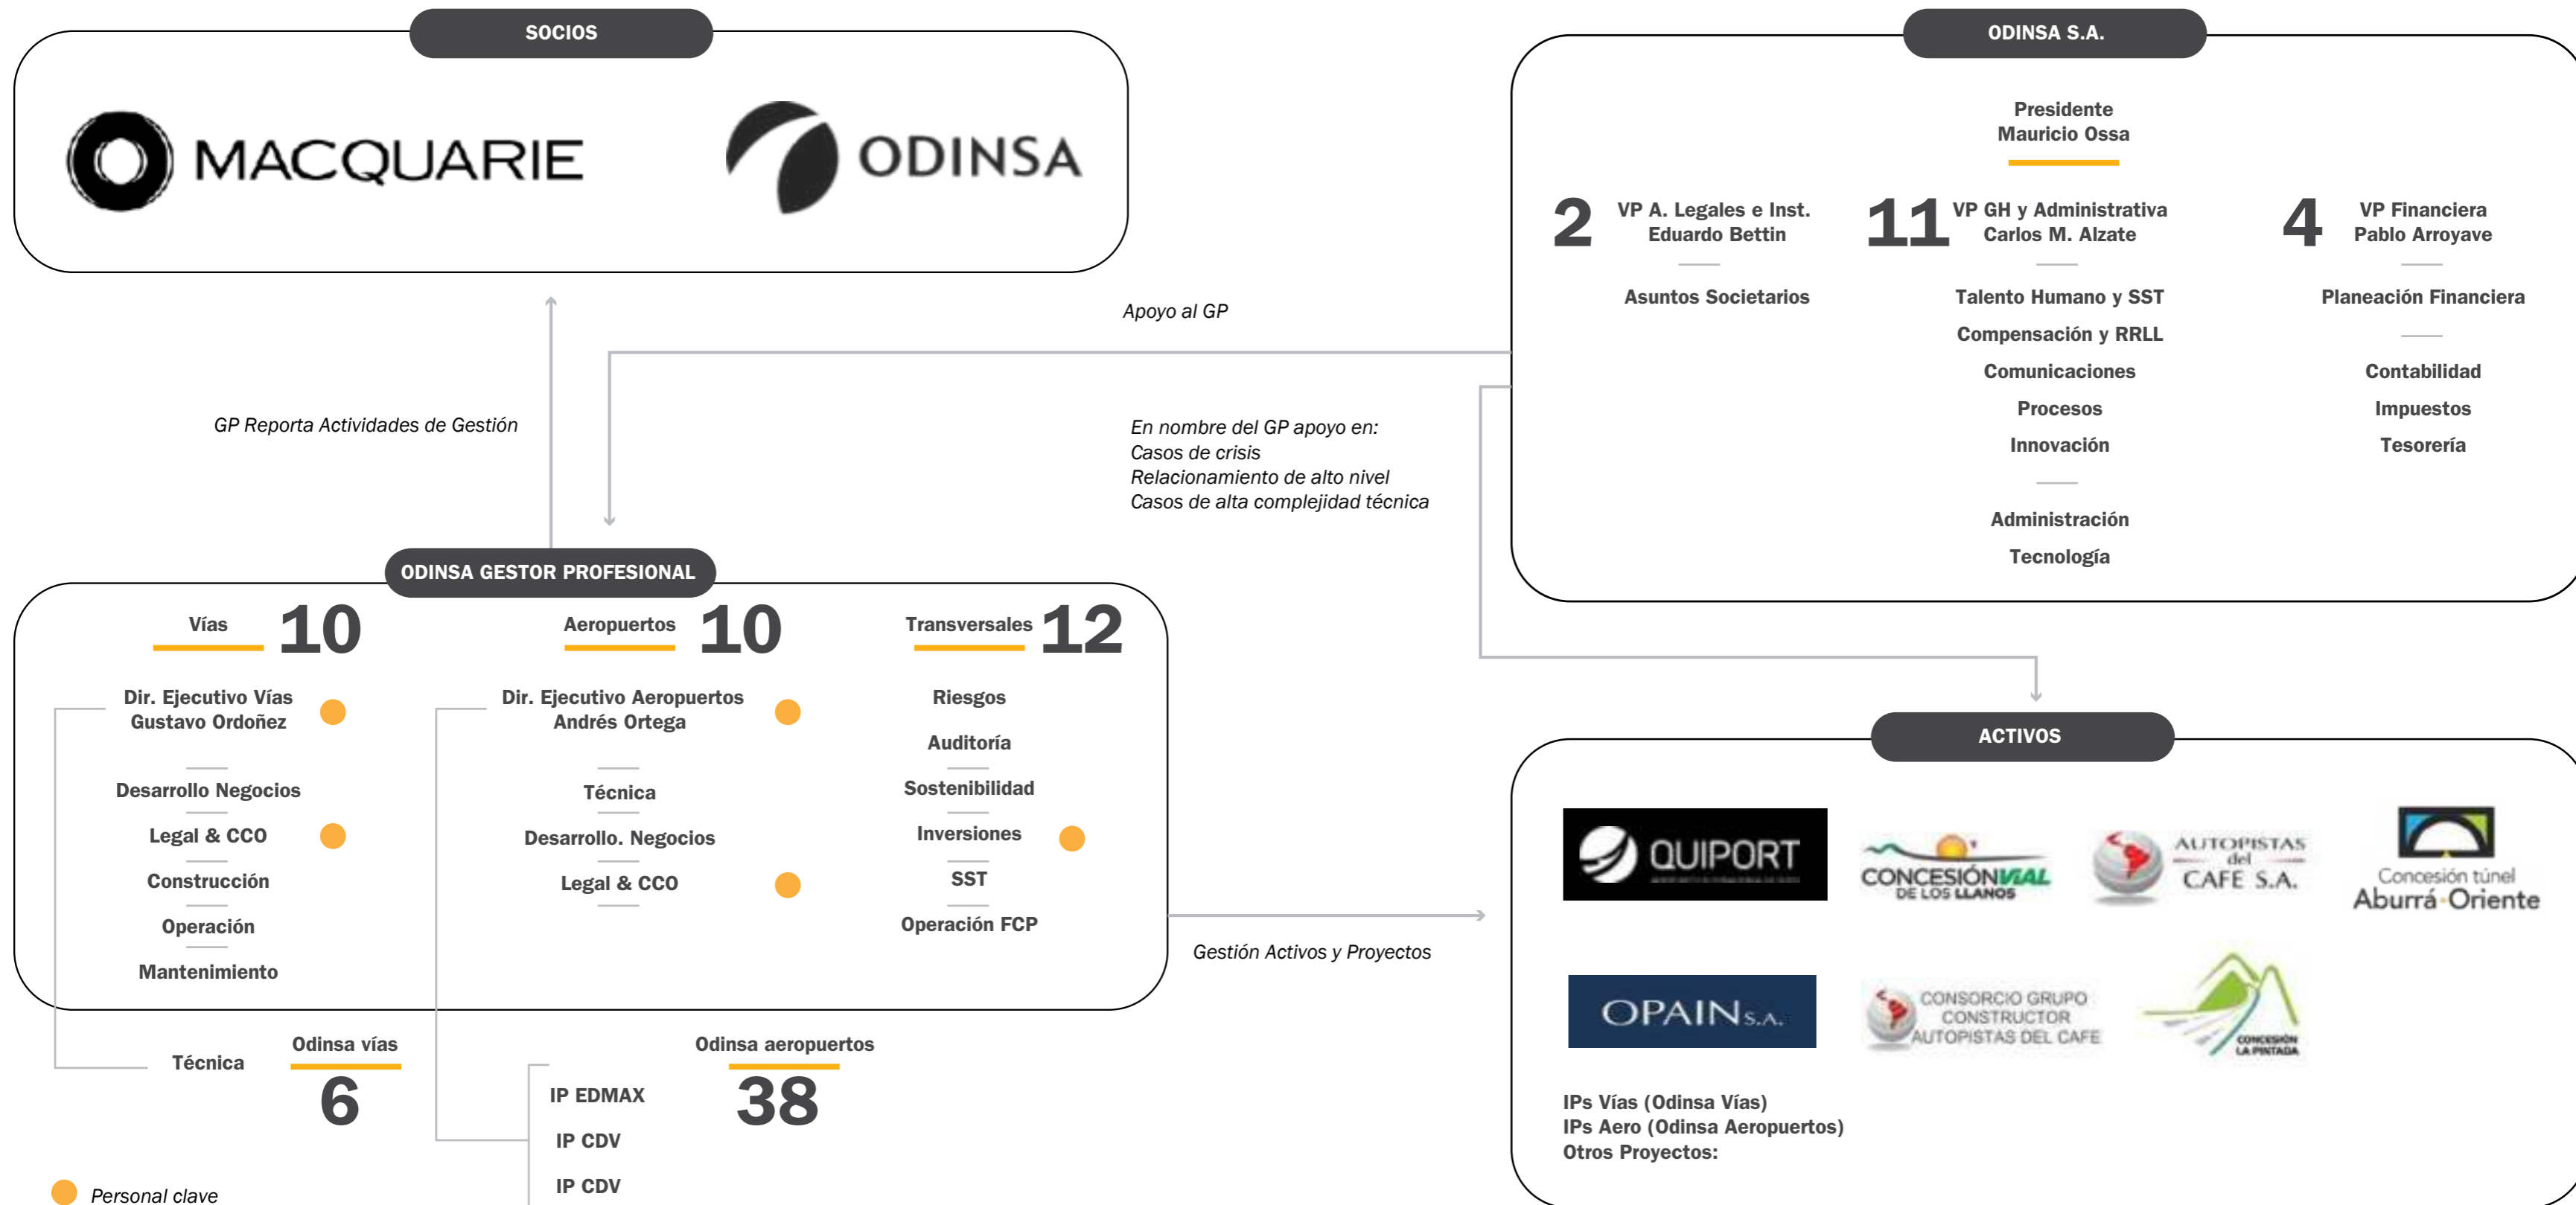 SOCIOS
MACQUARIE
ODINSA
ODINSA S.A.
Presidente
Mauricio Ossa
2
VP A. Legales e Inst.
Eduardo Bettin
Asuntos Societarios
11
VP GH y Administrativa
Carlos M. Alzate
Talento Humano y SST
Compensación y RRLL
Comunicaciones
Procesos
Innovación
Administración
Tecnología
4
VP Financiera
Pablo Arroyave
Planeación Financiera
Contabilidad
Impuestos
Tesorería
Apoyo al GP
GP Reporta Actividades de Gestión
En nombre del GP apoyo en:
Casos de crisis
Relacionamiento de alto nivel
Casos de alta complejidad técnica
ODINSA GESTOR PROFESIONAL
Vías 10
Dir. Ejecutivo Vías
Gustavo Ordoñez
Desarrollo Negocios
Legal & CCO
Construcción
Operación
Mantenimiento
Aeropuertos 10
Dir. Ejecutivo Aeropuertos
Andrés Ortega
Técnica
Desarrollo. Negocios
Legal & CCO
Transversales 12
Riesgos
Auditoría
Sostenibilidad
Inversiones
SST
Operación FCP
Gestión Activos y Proyectos
Técnica
Odinsa vías
6
Odinsa aeropuertos
38
IP EDMAX
IP CDV
IP CDV
Personal clave
ACTIVOS
QUIPORT
CONCESIÓN VIAL
DE LOS LLANOS
AUTOPISTAS
del
CAFE S.A.
Concesión túnel
Aburrá-Oriente
OPAIN S.A.
CONSORCIO GRUPO
CONSTRUCTOR
AUTOPISTAS DEL CAFE
CONCESIÓN
LA PINTADA
IPs Vías (Odinsa Vías)
IPs Aero (Odinsa Aeropuertos)
Otros Proyectos: